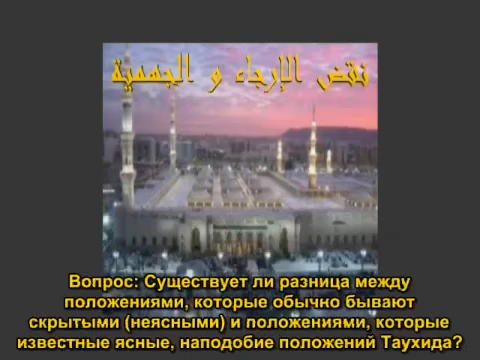 نقض الإرجاء و الجهمية
Вопрос: Существует ли разница между
положениями, которые обычно бывают
скрытыми (неясными) и положениями, которые
известные ясные, наподобие положений Таухида?